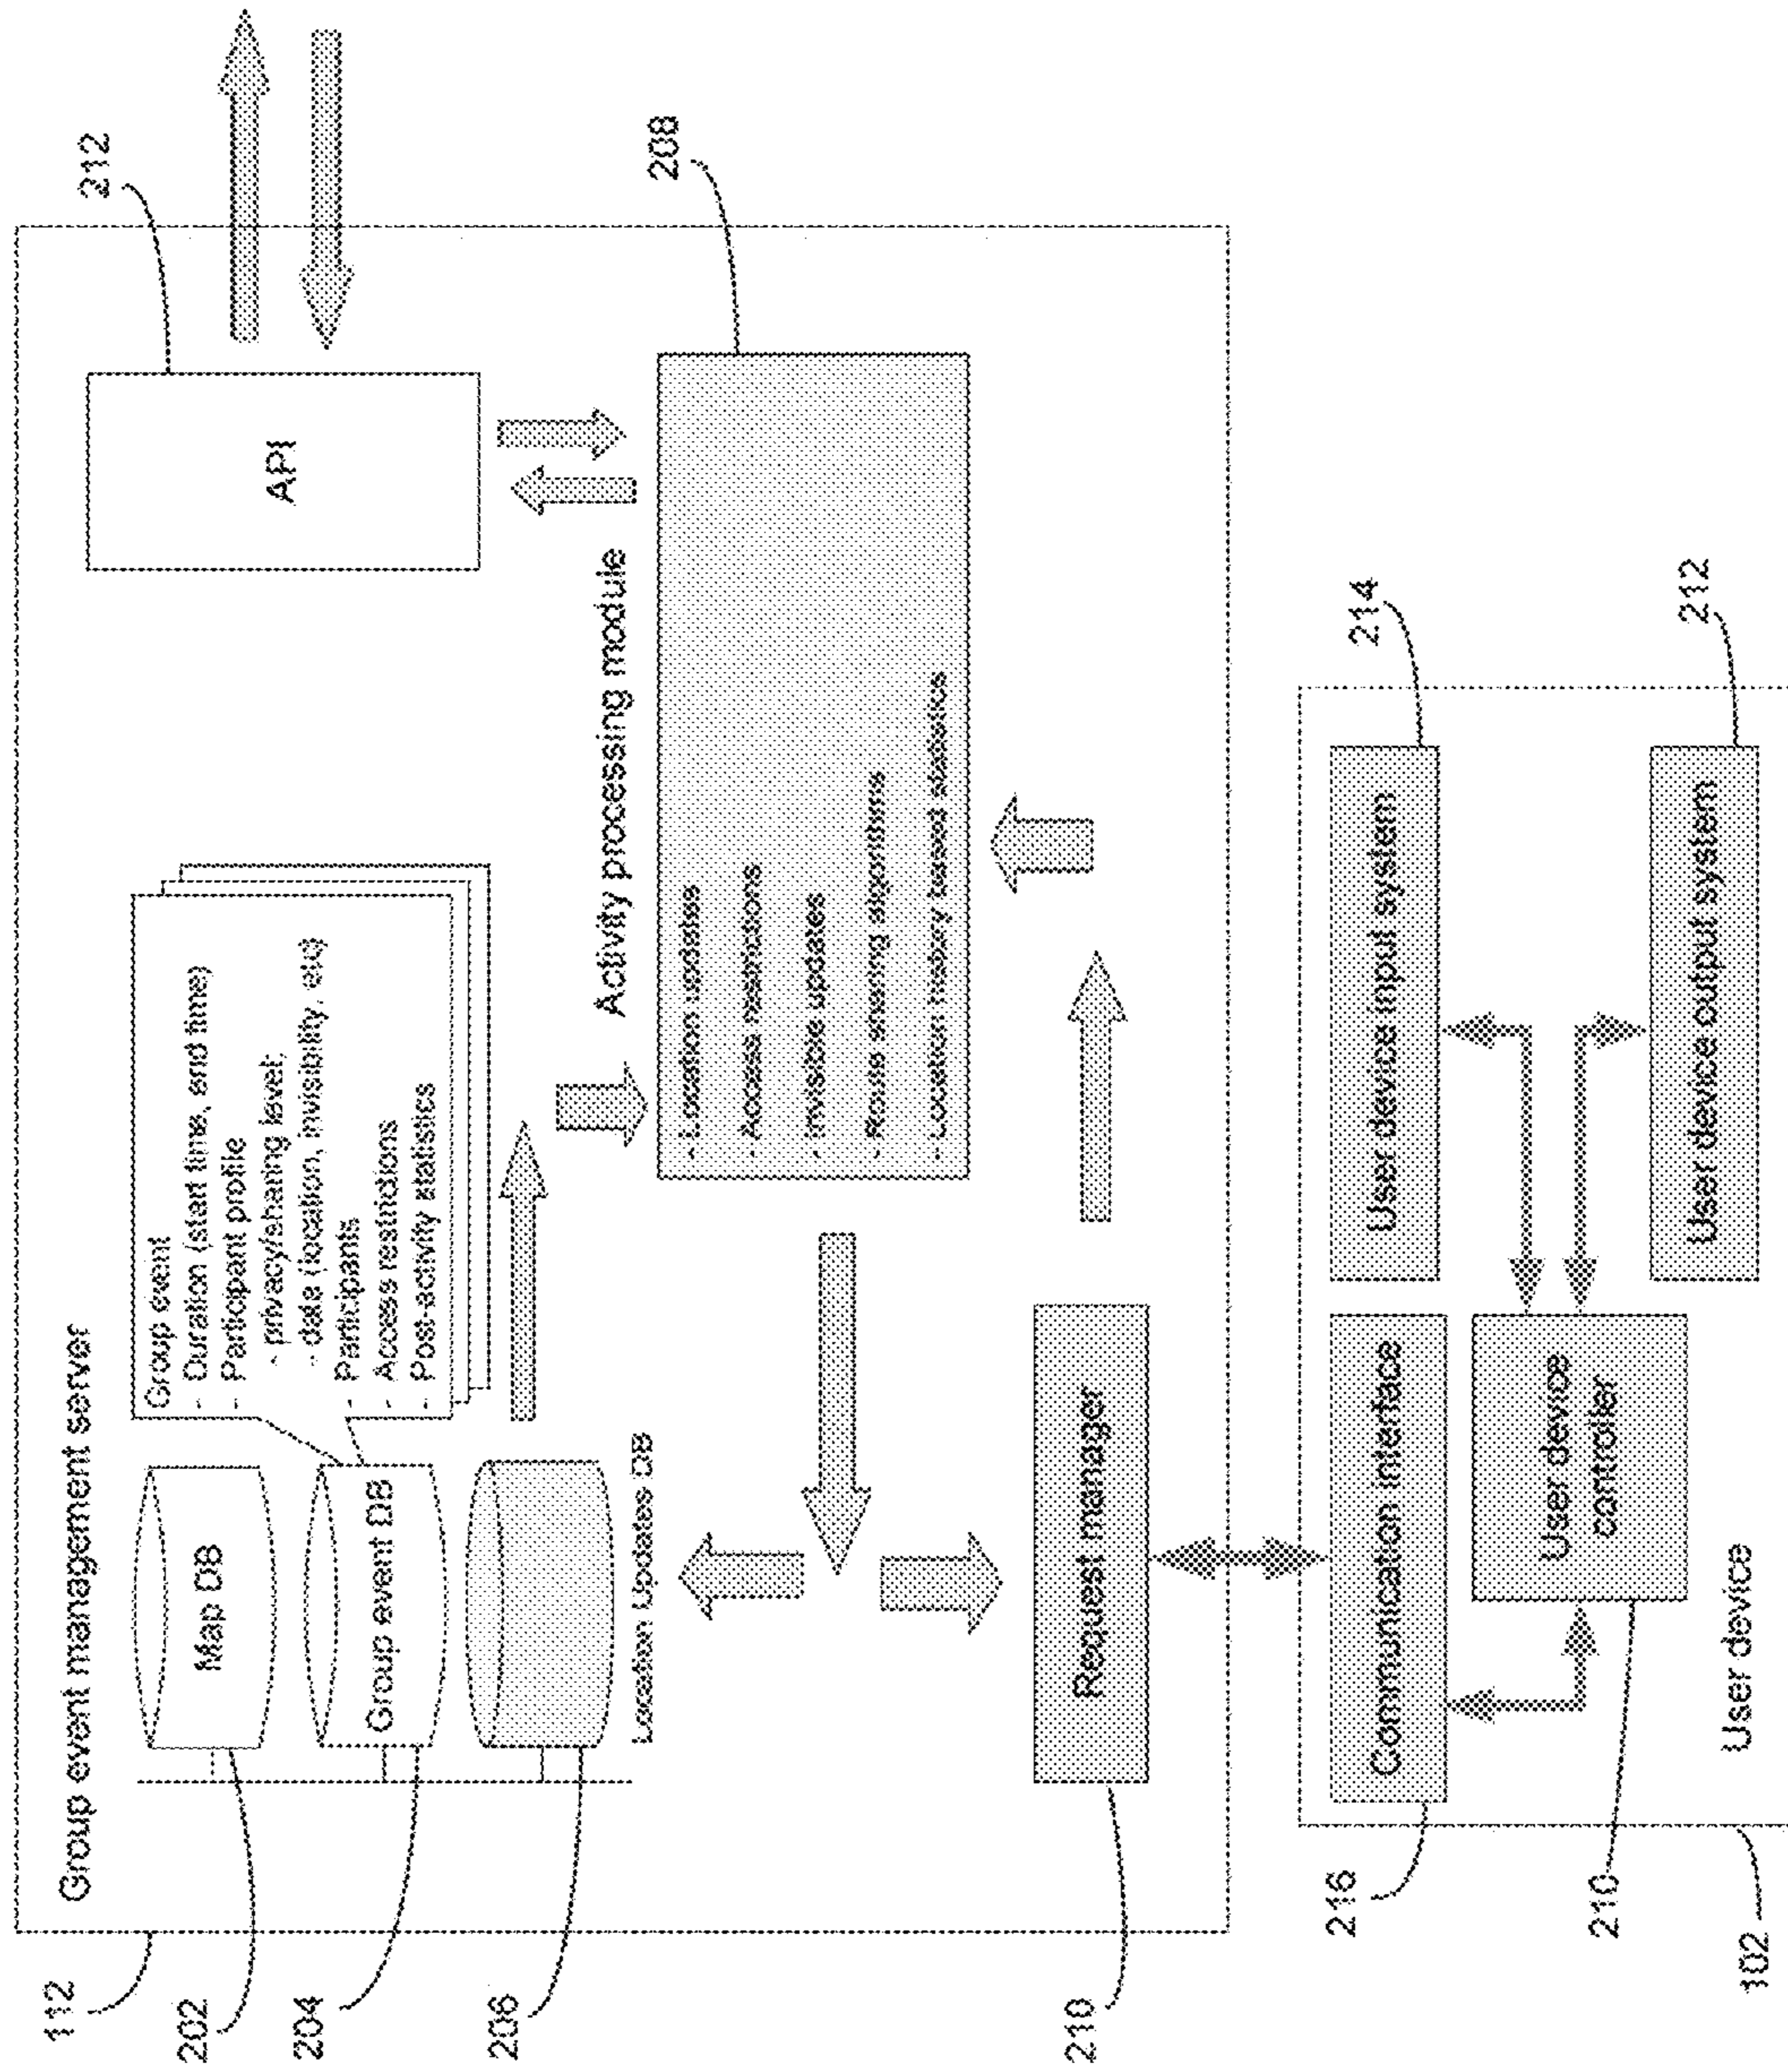 112
Group event management server
202
Map DB
204
Group event DB
206
Location Updates DB
Group event
- Duration (start time, end time)
- Participant profile
- privacy/sharing level;
- date (location, invisibility, etc)
- Participants
- Access restrictions
- Post-activity statistics
API
212
Activity processing module
208
- Location updates
- Access restrictions
- Invisible updates
- Route sharing algorithms
- Location history based statistics
210
Request manager
216
Communication interface
User device input system
214
210
User device
controller
User device output system
212
102
User device